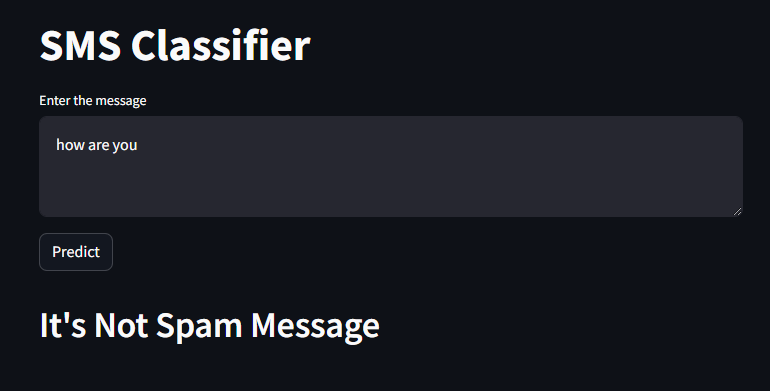 SMS Classifier
Enter the message
how are you
Predict
It's Not Spam Message